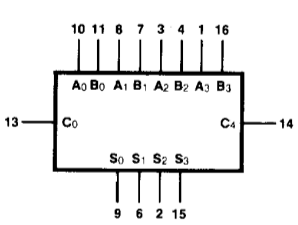 10 11 8 7 3 4 1 16
A0 B0 A1 B1 A2 B2 A3 B3
13 C0 C4 14
S0 S1 S2 S3
9 6 2 15